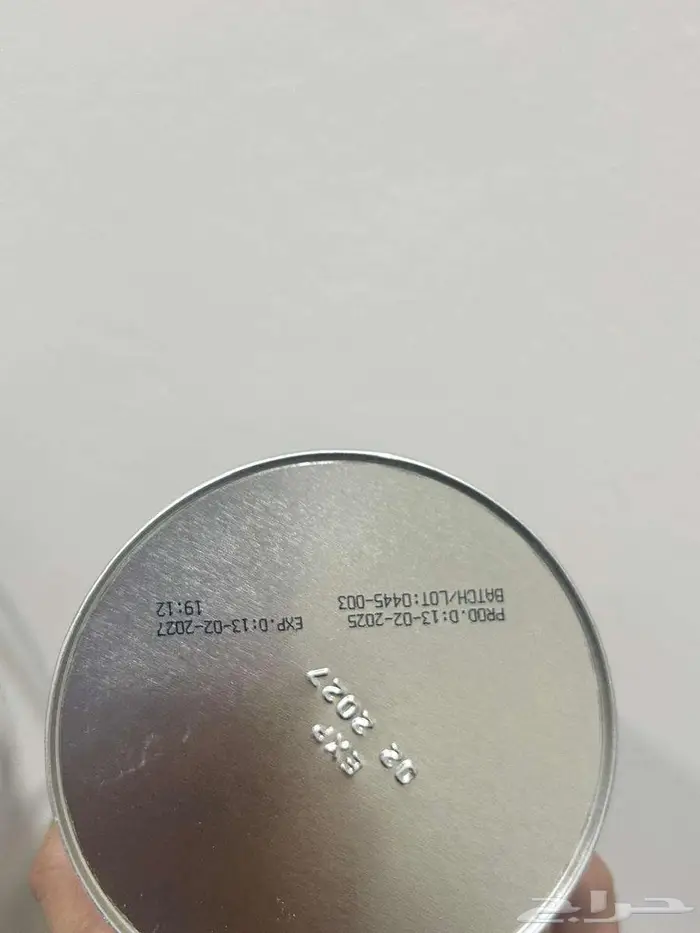 PROD.D:13-02-2025 EXP.D:13-02-2027
BATCH/LOT:0445-003 19:12
EXP
02 2027
حراج